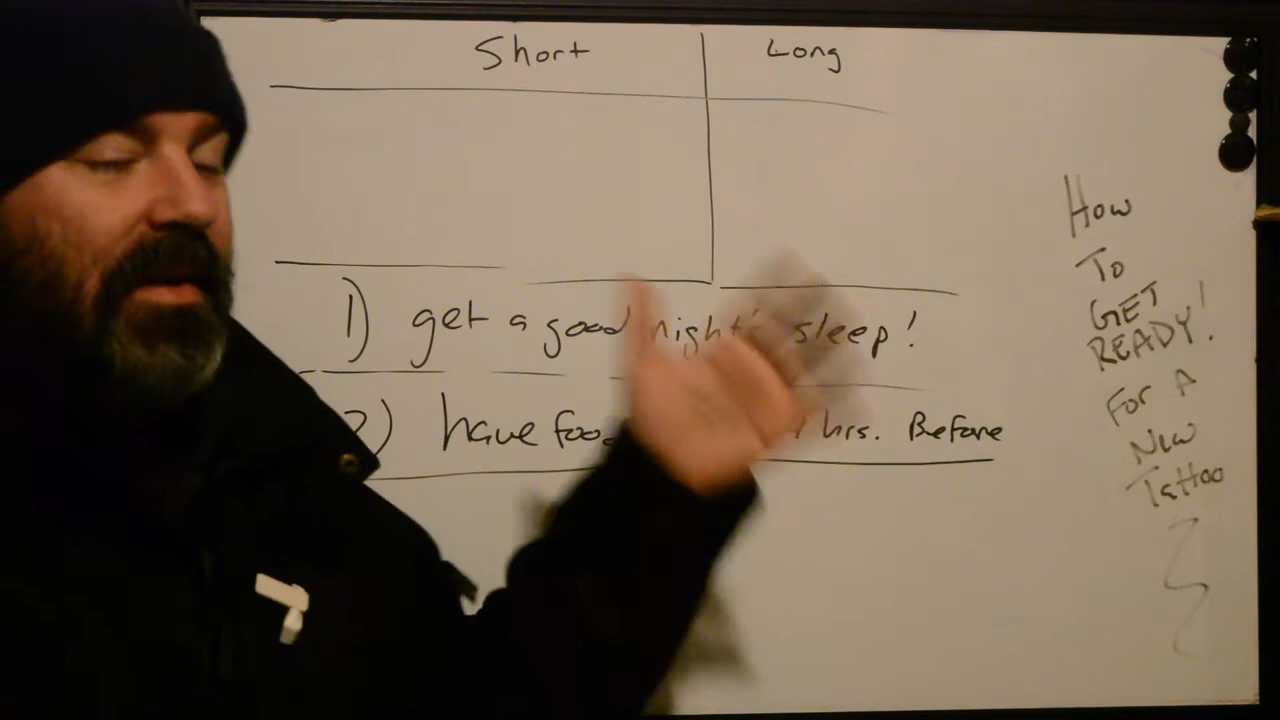 Short Long
1) get a good night's sleep!
2) have food hrs. Before
How
To
GET
READY!
For A
New
Tattoo